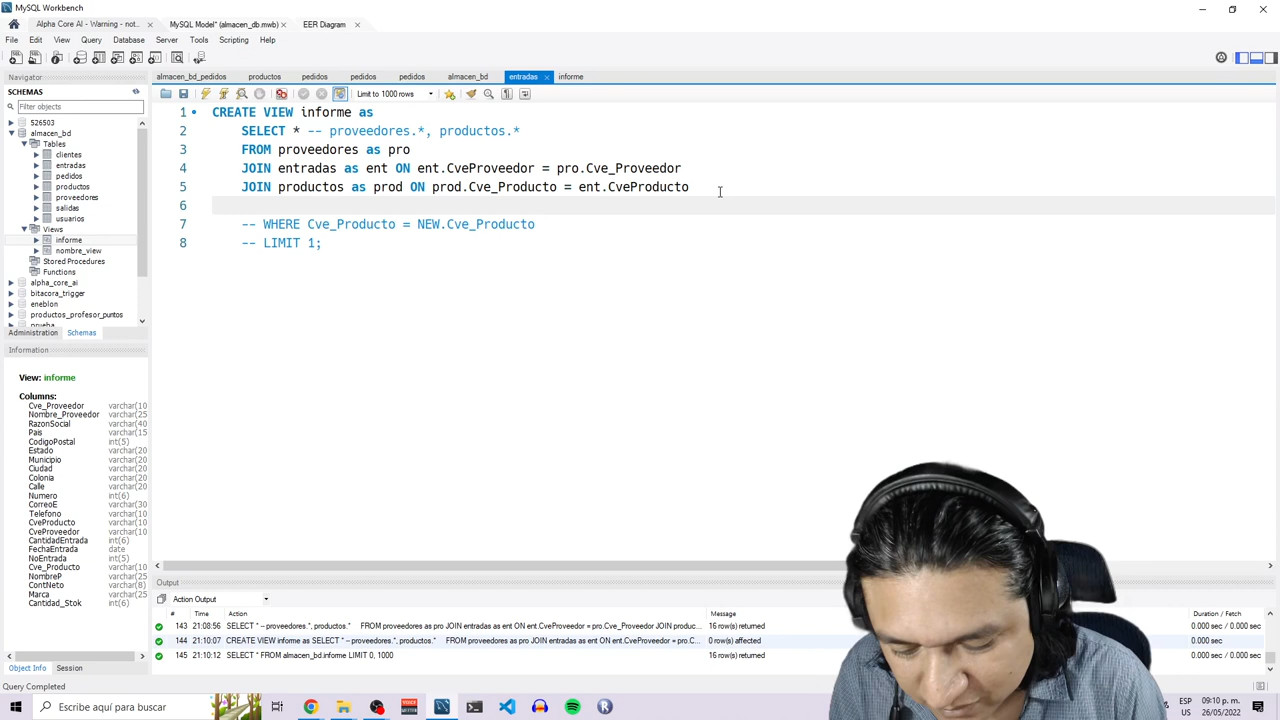 MySQL Workbench
Alpha Core AI - Warning - not...
MySQL Model* (almacen_db.mwb)
EER Diagram
File Edit View Query Database Server Tools Scripting Help
Navigator
SCHEMAS
Filter objects
526503
almacen_bd
Tables
clientes
entradas
pedidos
productos
proveedores
salidas
usuarios
Views
informe
nombre_view
Stored Procedures
Functions
alpha_core_ai
bitacora_trigger
eneblon
productos_profesor_puntos
prueba
Administration Schemas
Information
View: informe
Columns:
Cve_Proveedor varchar(10
Nombre_Proveedor varchar(25
RazonSocial varchar(40
Pais varchar(15
CodigoPostal int(5)
Estado varchar(20
Municipio varchar(20
Ciudad varchar(20
Colonia varchar(20
Calle varchar(20
Numero int(6)
CorreoE varchar(30
Telefono varchar(10
CveProducto varchar(10
CveProveedor varchar(10
CantidadEntrada int(6)
FechaEntrada date
NoEntrada int(5)
Cve_Producto varchar(10
NombreP varchar(25
ContNeto varchar(8)
Marca varchar(20
Cantidad_Stok int(6)
Object Info Session
Query Completed
almacen_bd_pedidos productos pedidos pedidos pedidos almacen_bd entradas informe
Limit to 1000 rows
1 CREATE VIEW informe as
2 SELECT * -- proveedores.*, productos.*
3 FROM proveedores as pro
4 JOIN entradas as ent ON ent.CveProveedor = pro.Cve_Proveedor
5 JOIN productos as prod ON prod.Cve_Producto = ent.CveProducto
6
7 -- WHERE Cve_Producto = NEW.Cve_Producto
8 -- LIMIT 1;
Output
Action Output
# Time Action Message Duration / Fetch
143 21:08:56 SELECT * -- proveedores.*, productos.* FROM proveedores as pro JOIN entradas as ent ON ent.CveProveedor = pro.Cve_Proveedor JOIN produc... 16 row(s) returned 0.000 sec / 0.000 sec
144 21:10:07 CREATE VIEW infome as SELECT * -- proveedores.*, productos.* FROM proveedores as pro JOIN entradas as ent ON ent.CveProveedor = pro.C... 0 row(s) affected 0.000 sec
145 21:10:12 SELECT * FROM almacen_bd.informe LIMIT 0, 1000 16 row(s) returned 0.000 sec / 0.000 sec
Escribe aquí para buscar
ESP
US
09:10 p. m.
26/05/2022